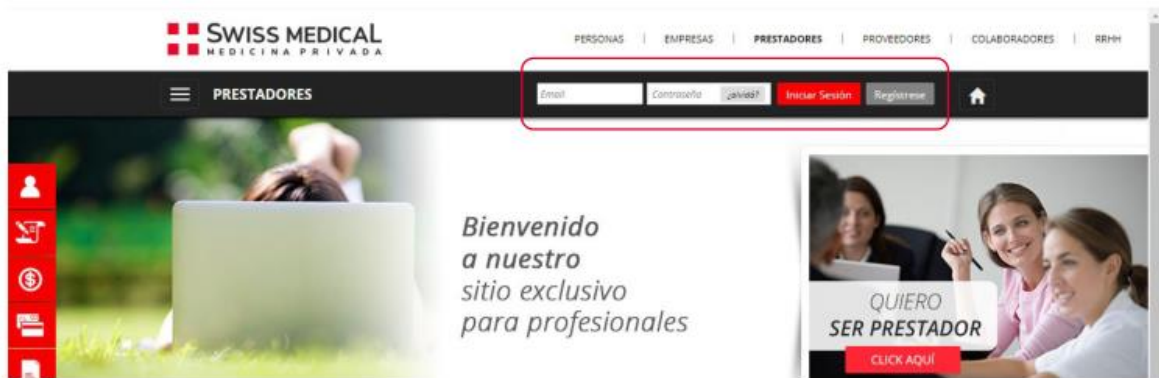 SWISS MEDICAL
MEDICINA PRIVADA
PERSONAS | EMPRESAS | PRESTADORES | PROVEEDORES | COLABORADORES | RRHH
PRESTADORES
Email
Contraseña
¿olvidó?
Iniciar Sesión
Regístrese
Bienvenido
a nuestro
sitio exclusivo
para profesionales
QUIERO
SER PRESTADOR
CLICK AQUÍ